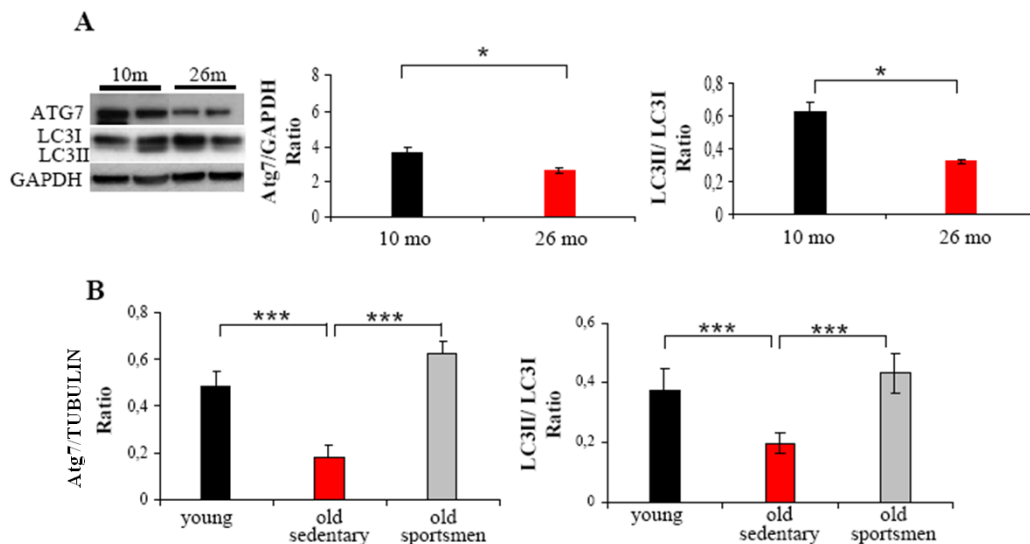 A
10m 26m
ATG7
LC3I
LC3II
GAPDH
Atg7/GAPDH
Ratio
8
6
4
2
0
*
10 mo 26 mo
LC3II/ LC3I
Ratio
0,8
0,6
0,4
0,2
0
*
10 mo 26 mo
B
Atg7/TUBULIN
Ratio
0,8
0,6
0,4
0,2
0
*** ***
young old old
sedentary sportsmen
LC3II/ LC3I
Ratio
0,6
0,4
0,2
0
*** ***
young old old
sedentary sportsmen